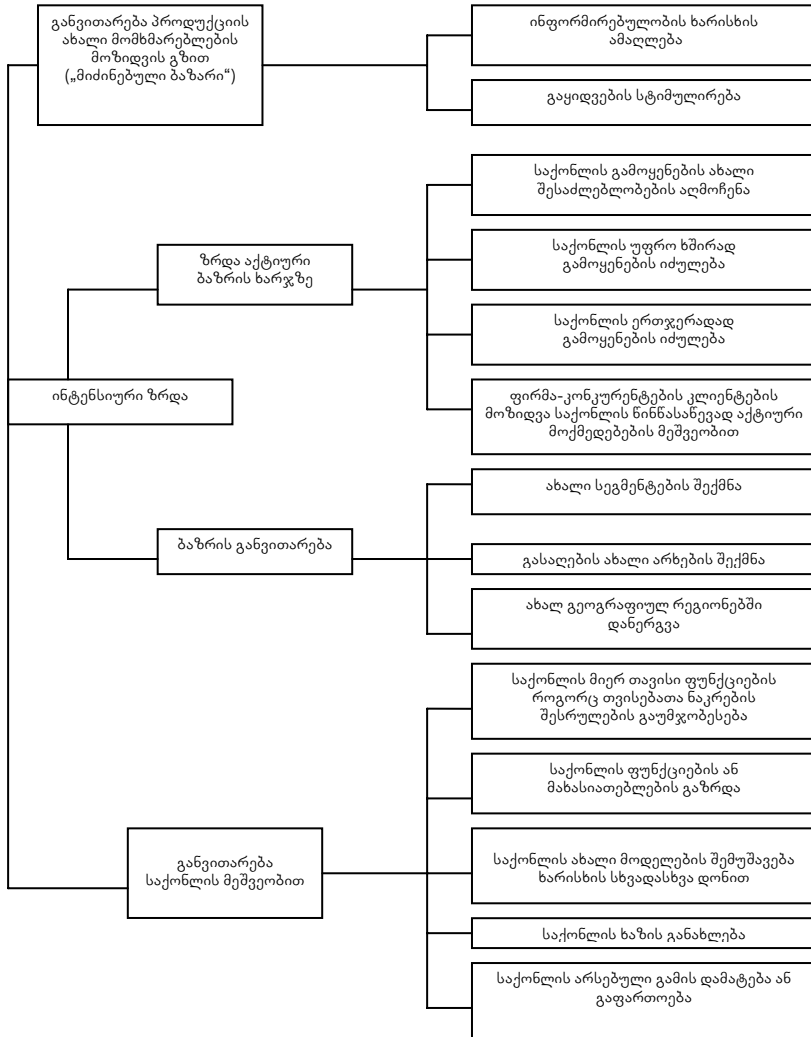 განვითარება პროდუქციის
ახალი მომხმარებლების
მოზიდვის გზით
(„მიძინებული ბაზარი“)
ინფორმირებულობის ხარისხის
ამაღლება
გაყიდვების სტიმულირება
ზრდა აქტიური
ბაზრის ხარჯზე
საქონლის გამოყენების ახალი
შესაძლებლობების აღმოჩენა
საქონლის უფრო ხშირად
გამოყენების იძულება
საქონლის ერთჯერადად
გამოყენების იძულება
ფირმა-კონკურენტების კლიენტების
მოზიდვა საქონლის წინწასაწევად აქტიური
მოქმედებების მეშვეობით
ინტენსიური ზრდა
ბაზრის განვითარება
ახალი სეგმენტების შექმნა
გასაღების ახალი არხების შექმნა
ახალ გეოგრაფიულ რეგიონებში
დანერგვა
განვითარება
საქონლის მეშვეობით
საქონლის მიერ თავისი ფუნქციების
როგორც თვისებათა ნაკრების
შესრულების გაუმჯობესება
საქონლის ფუნქციების ან
მახასიათებლების გაზრდა
საქონლის ახალი მოდელების შემუშავება
ხარისხის სხვადასხვა დონით
საქონლის ხაზის განახლება
საქონლის არსებული გამის დამატება ან
გაფართოება